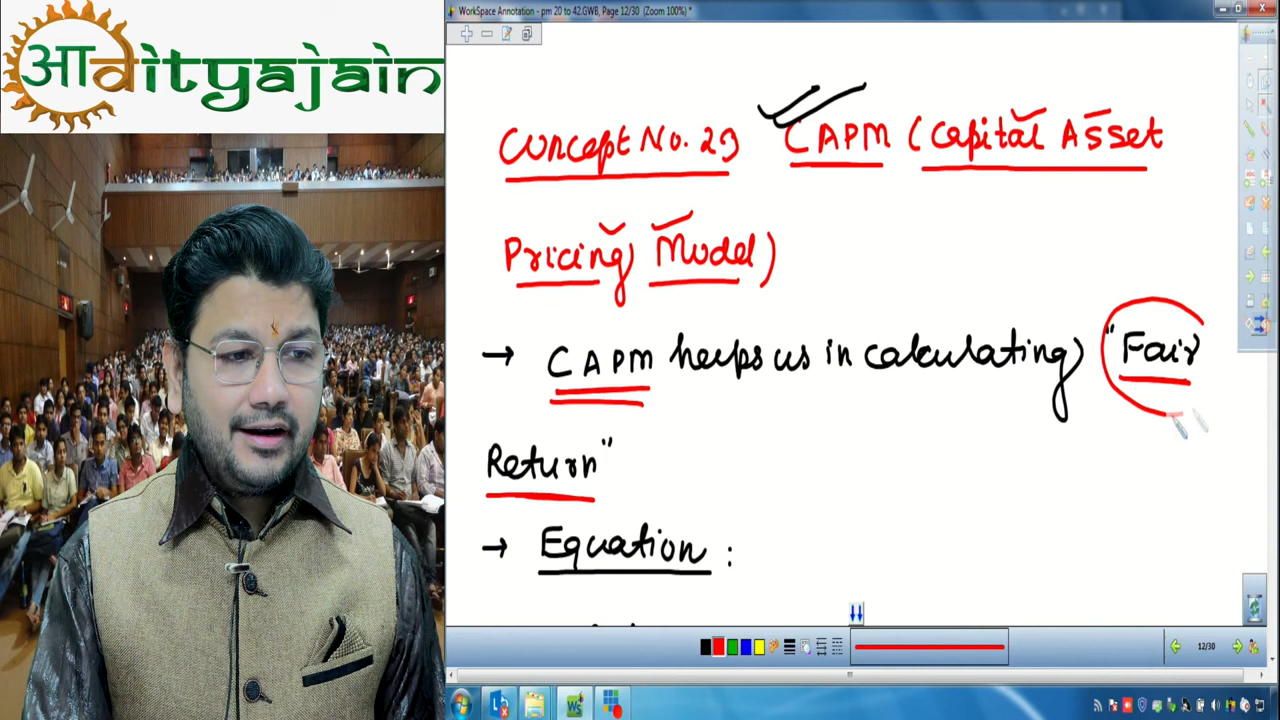 आdityajain
WorkSpace Annotation - pm 20 to 42.GWB, Page 12/30 (Zoom 100%) *
Concept No. 29 CAPM (Capital Asset
Pricing Model)
→ CAPM helps us in calculating "Fair
Return"
→ Equation :
12/30